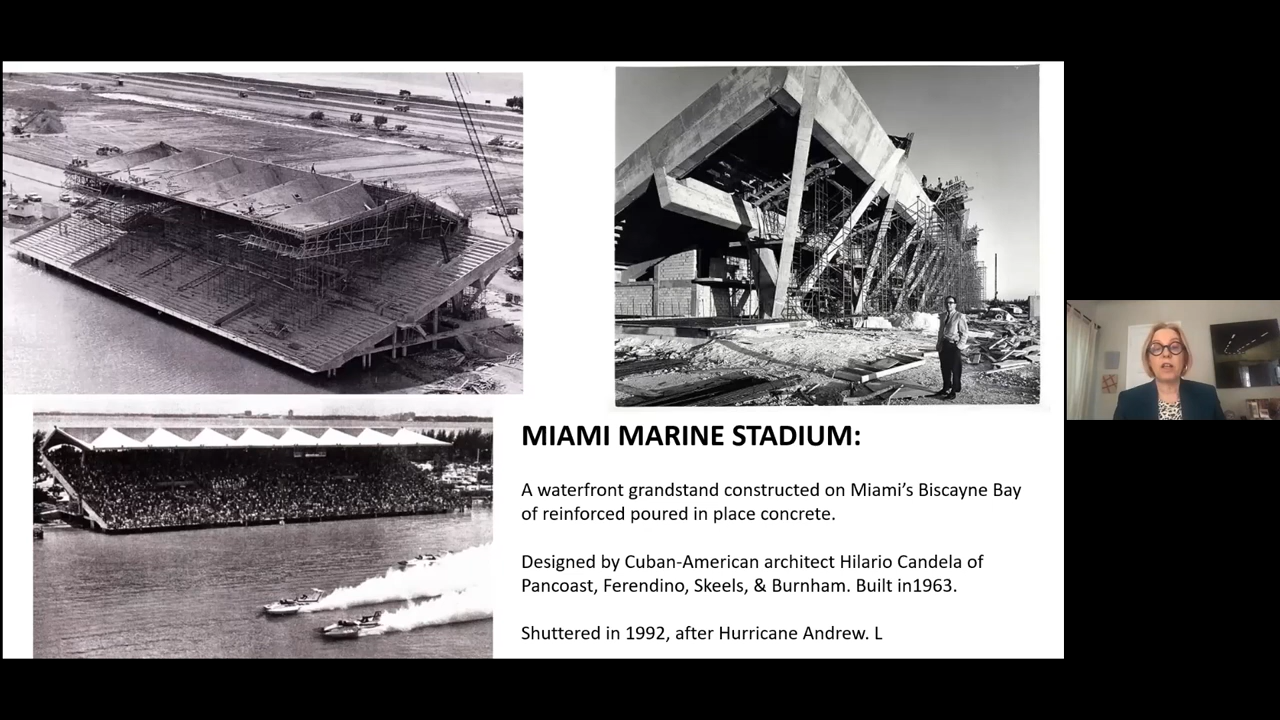 MIAMI MARINE STADIUM:
A waterfront grandstand constructed on Miami’s Biscayne Bay
of reinforced poured in place concrete.
Designed by Cuban-American architect Hilario Candela of
Pancoast, Ferendino, Skeels, & Burnham. Built in1963.
Shuttered in 1992, after Hurricane Andrew. L